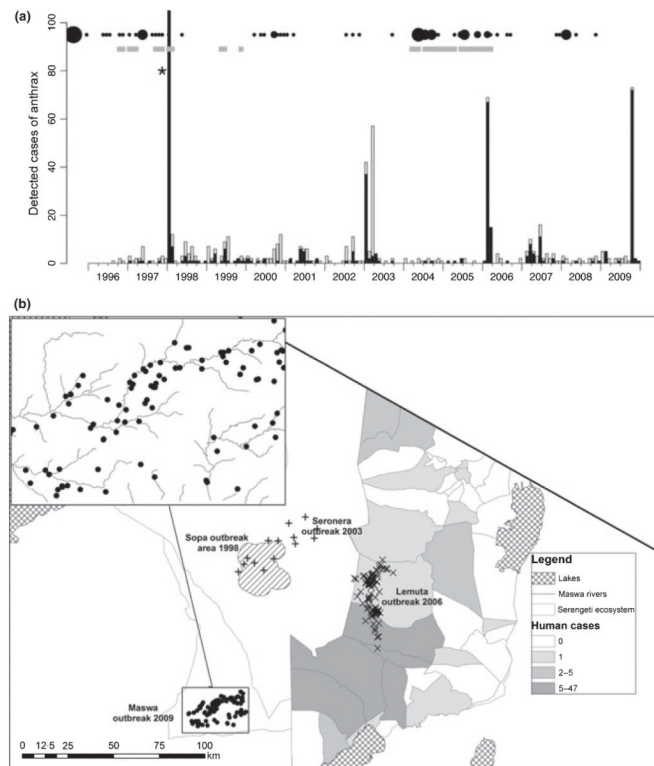 (a)
100
80
60
40
20
0
Detected cases of anthrax
*
1996 1997 1998 1999 2000 2001 2002 2003 2004 2005 2006 2007 2008 2009
(b)
Sopa outbreak
area 1998
Seronera
outbreak 2003
Lemuta
outbreak 2006
Maswa
outbreak 2009
Legend
Lakes
Maswa rivers
Serengeti ecosystem
Human cases
0
1
2–5
5–47
0 12·5 25 50 75 100
km